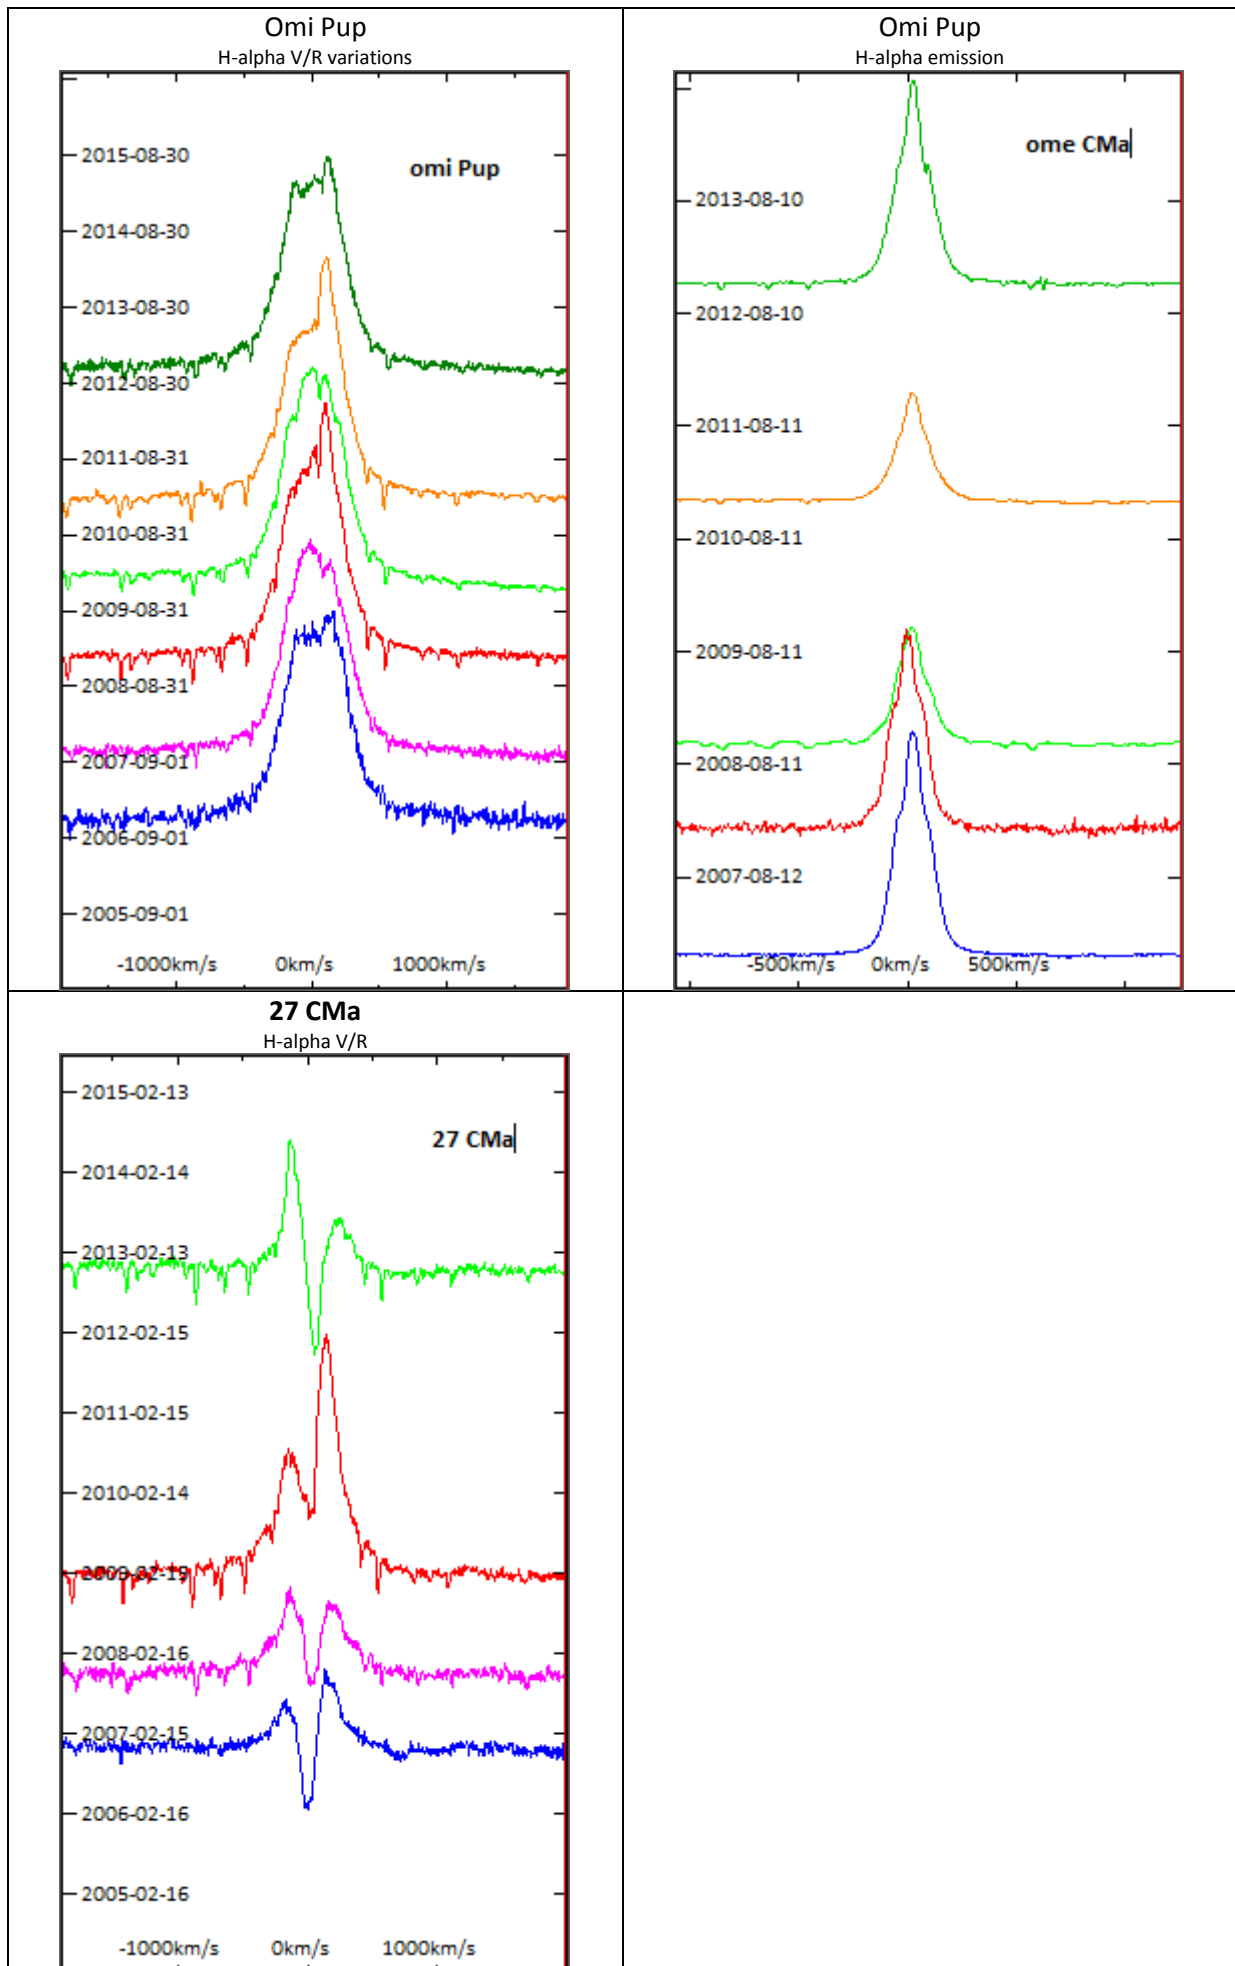 Omi Pup
H-alpha V/R variations
omi Pup
2015-08-30
2014-08-30
2013-08-30
2012-08-30
2011-08-31
2010-08-31
2009-08-31
2008-08-31
2007-09-01
2006-09-01
2005-09-01
-1000km/s 0km/s 1000km/s
Omi Pup
H-alpha emission
ome CMa
2013-08-10
2012-08-10
2011-08-11
2010-08-11
2009-08-11
2008-08-11
2007-08-12
-500km/s 0km/s 500km/s
27 CMa
H-alpha V/R
2015-02-13
27 CMa
2014-02-14
2013-02-13
2012-02-15
2011-02-15
2010-02-14
2008-02-16
2007-02-15
2006-02-16
2005-02-16
-1000km/s 0km/s 1000km/s